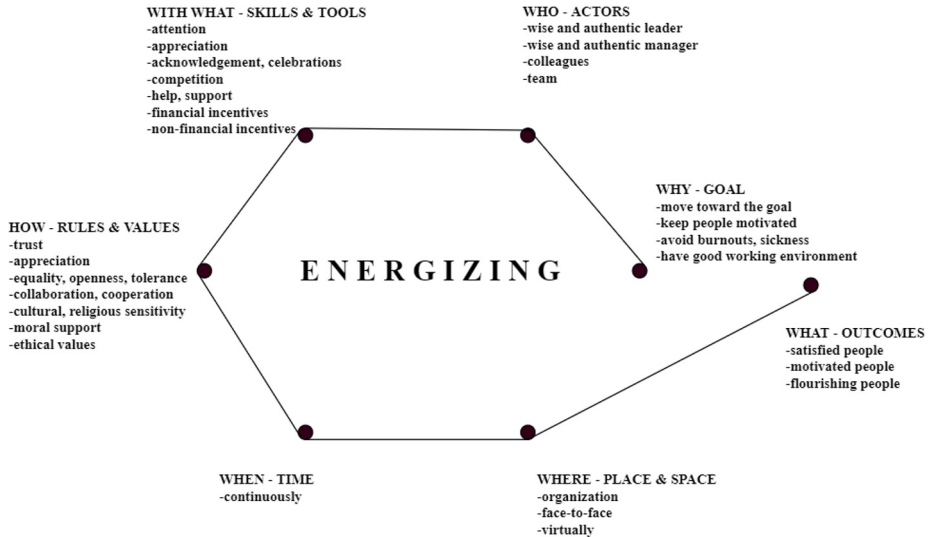 WITH WHAT - SKILLS & TOOLS
-attention
-appreciation
-acknowledgement, celebrations
-competition
-help, support
-financial incentives
-non-financial incentives
WHO - ACTORS
-wise and authentic leader
-wise and authentic manager
-colleagues
-team
WHY - GOAL
-move toward the goal
-keep people motivated
-avoid burnouts, sickness
-have good working environment
HOW - RULES & VALUES
-trust
-appreciation
-equality, openness, tolerance
-collaboration, cooperation
-cultural, religious sensitivity
-moral support
-ethical values
ENERGIZING
WHAT - OUTCOMES
-satisfied people
-motivated people
-flourishing people
WHEN - TIME
-continuously
WHERE - PLACE & SPACE
-organization
-face-to-face
-virtually